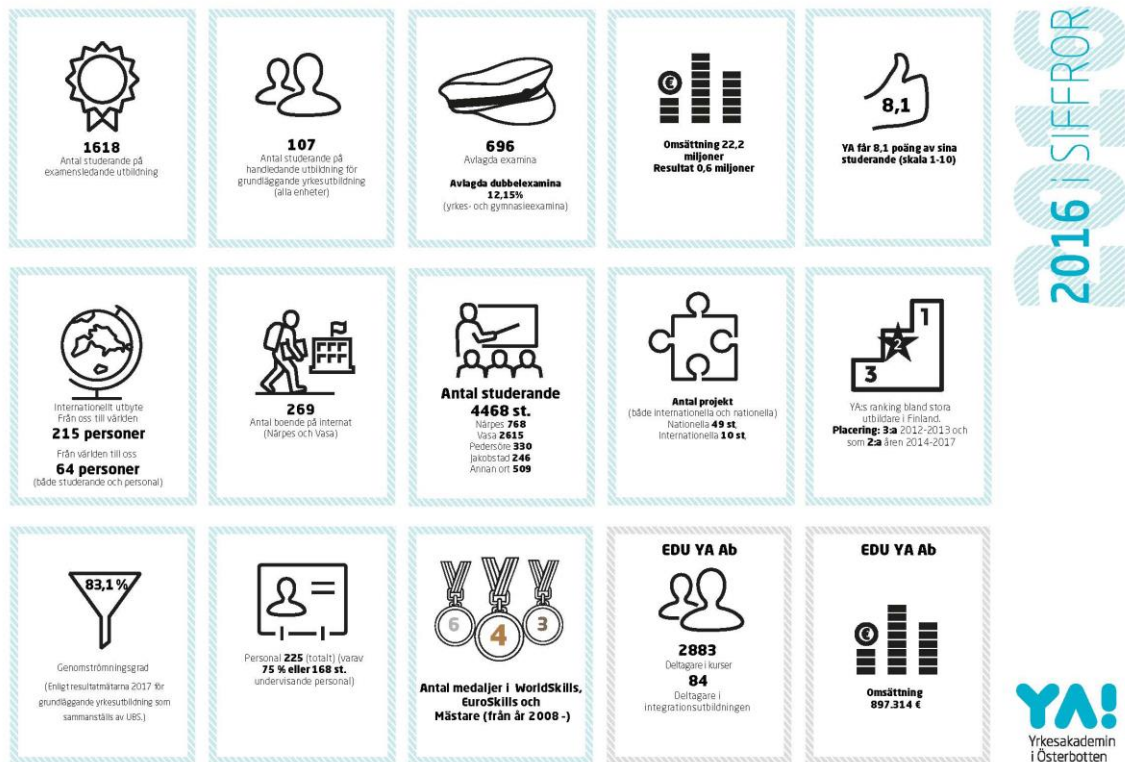 1618
Antal studerande på
examensledande utbildning
107
Antal studerande på
handledande utbildning för
grundläggande yrkesutbildning
(alla enheter)
696
Avlagda examina
Avlagda dubbelexamina
12,15%
(yrkes- och gymnasieexamina)
€
Omsättning 22,2
miljoner
Resultat 0,6 miljoner
8,1
YA får 8,1 poäng av sina
studerande (skala 1-10)
2016 i SIFFROR
2016
Internationellt utbyte
Från oss till världen
215 personer
Från världen till oss
64 personer
(både studerande och personal)
269
Antal boende på internat
(Närpes och Vasa)
Antal studerande
4468 st.
Närpes 768
Vasa 2615
Pedersöre 330
Jakobstad 246
Annan ort 509
Antal projekt
(både internationella och nationella)
Nationella 49 st,
Internationella 10 st,
1
2
3
YA:s ranking bland stora
utbildare i Finland.
Placering: 3:a 2012-2013 och
som 2:a åren 2014-2017
83,1 %
Genomströmningsgrad
(Enligt resultatmätarna 2017 för
grundläggande yrkesutbildning som
sammanställs av UBS.)
Personal 225 (totalt) (varav
75 % eller 168 st.
undervisande personal)
6 4 3
Antal medaljer i WorldSkills,
EuroSkills och
Mästare (från år 2008 -)
EDU YA Ab
2883
Deltagare i kurser
84
Deltagare i
integrationsutbildningen
EDU YA Ab
€
Omsättning
897.314 €
YA!
Yrkesakademin
i Österbotten